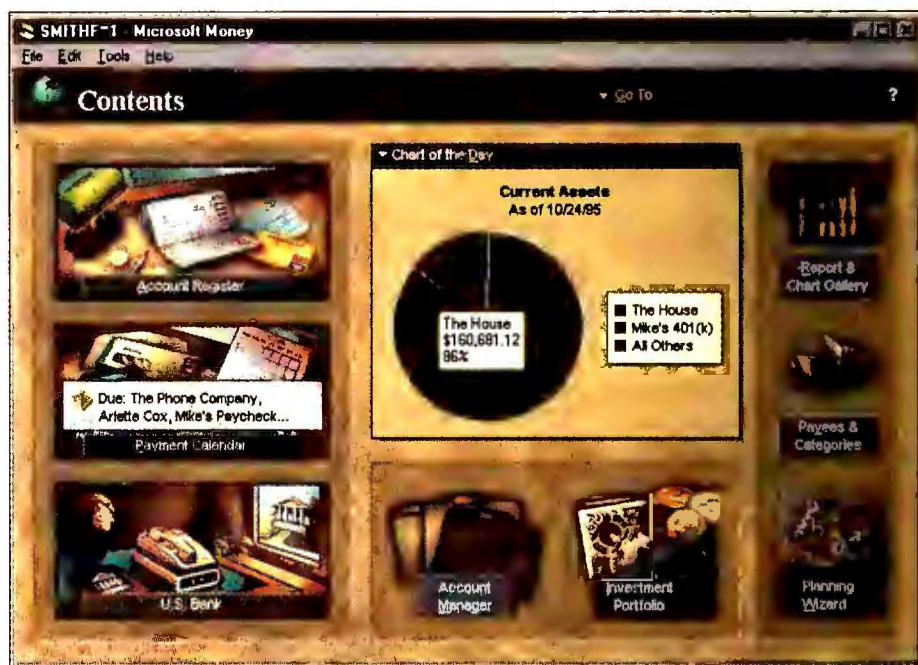 SMITHF~1 - Microsoft Money
File Edit Tools Help
Contents
Go To
?
Account Register
Due: The Phone Company,
Arlette Cox, Mike's Paycheck...
Payment Calendar
U.S. Bank
Chart of the Day
Current Assets
As of 10/24/95
The House
$160,681.12
86%
The House
Mike's 401(k)
All Others
Account
Manager
Investment
Portfolio
Report &
Chart Gallery
Payees &
Categories
Planning
Wizard